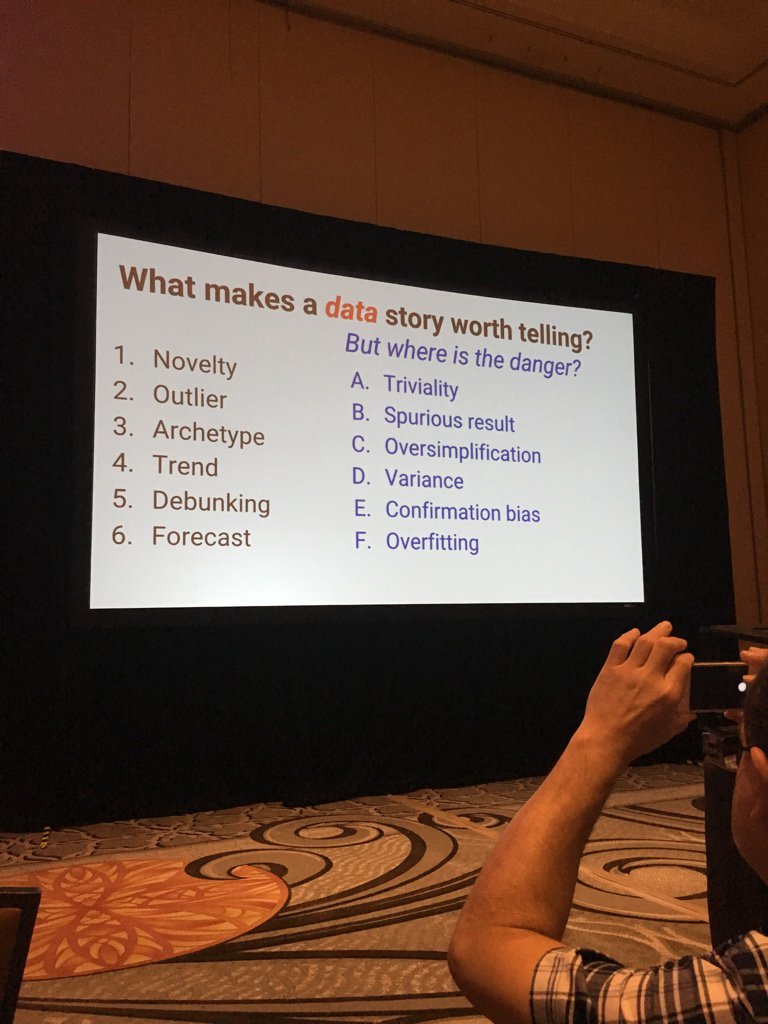 What makes a data story worth telling?
1. Novelty
2. Outlier
3. Archetype
4. Trend
5. Debunking
6. Forecast
But where is the danger?
A. Triviality
B. Spurious result
C. Oversimplification
D. Variance
E. Confirmation bias
F. Overfitting